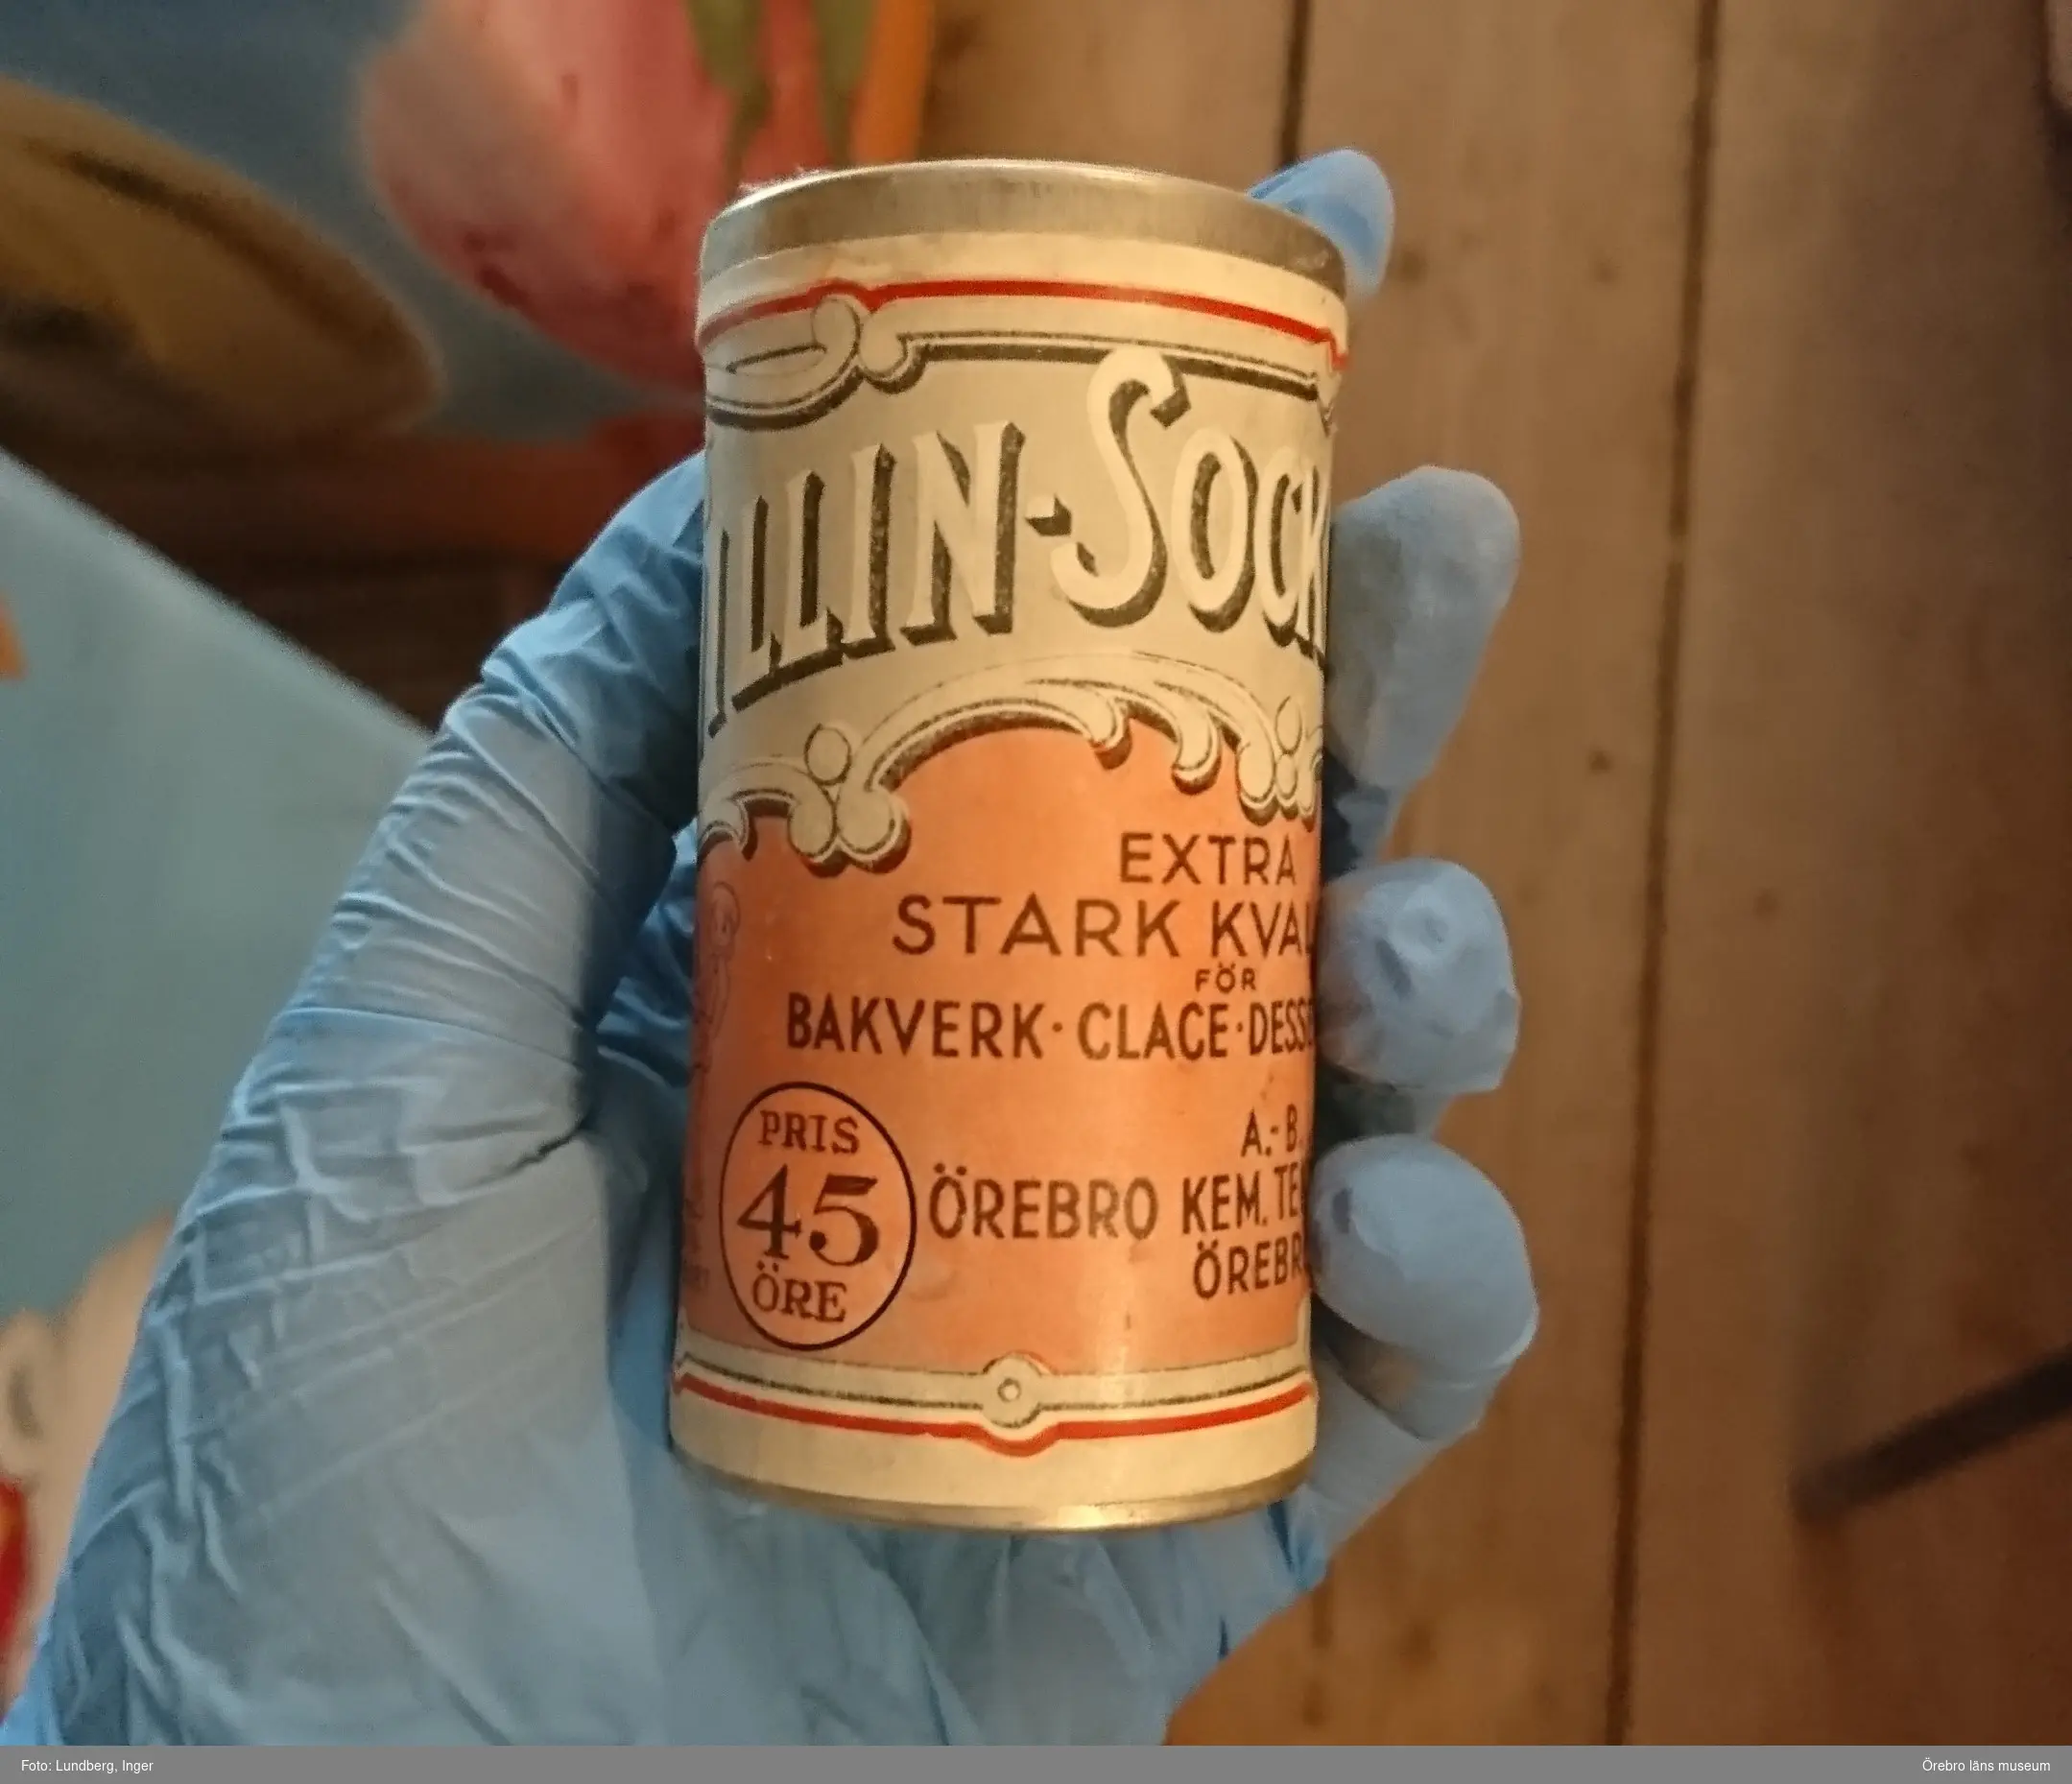 ILLIN-SOCK
EXTRA
STARK KVAL
FÖR
BAKVERK·GLACE·DESS
PRIS
45
ÖRE
A.-B.
ÖREBRO KEM. TE
ÖREBR
Foto: Lundberg, Inger
Örebro läns museum